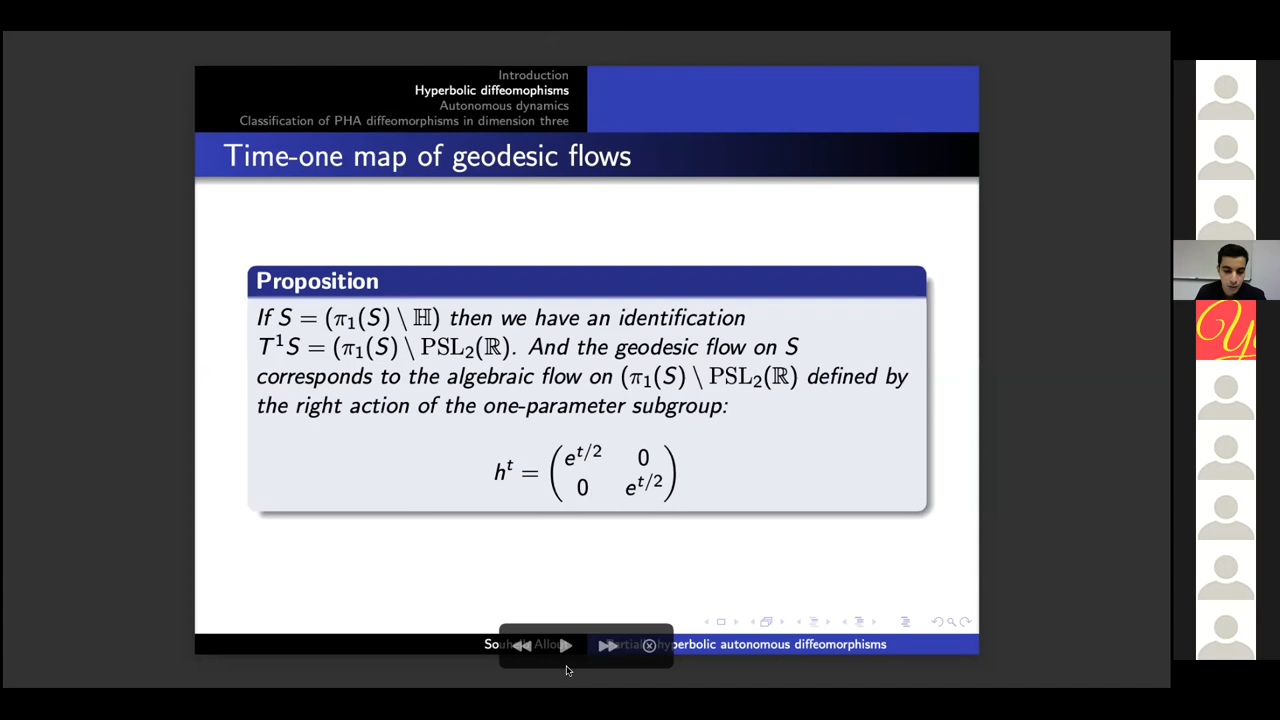 Introduction
Hyperbolic diffeomophisms
Autonomous dynamics
Classification of PHA diffeomorphisms in dimension three
Time-one map of geodesic flows
Proposition
If S = (π₁(S) \ ℍ) then we have an identification
T¹S = (π₁(S) \ PSL₂(ℝ). And the geodesic flow on S
corresponds to the algebraic flow on (π₁(S) \ PSL₂(ℝ) defined by
the right action of the one-parameter subgroup:
hᵗ = ( e^{t/2} 0
0 e^{t/2} )
hyperbolic autonomous diffeomorphisms